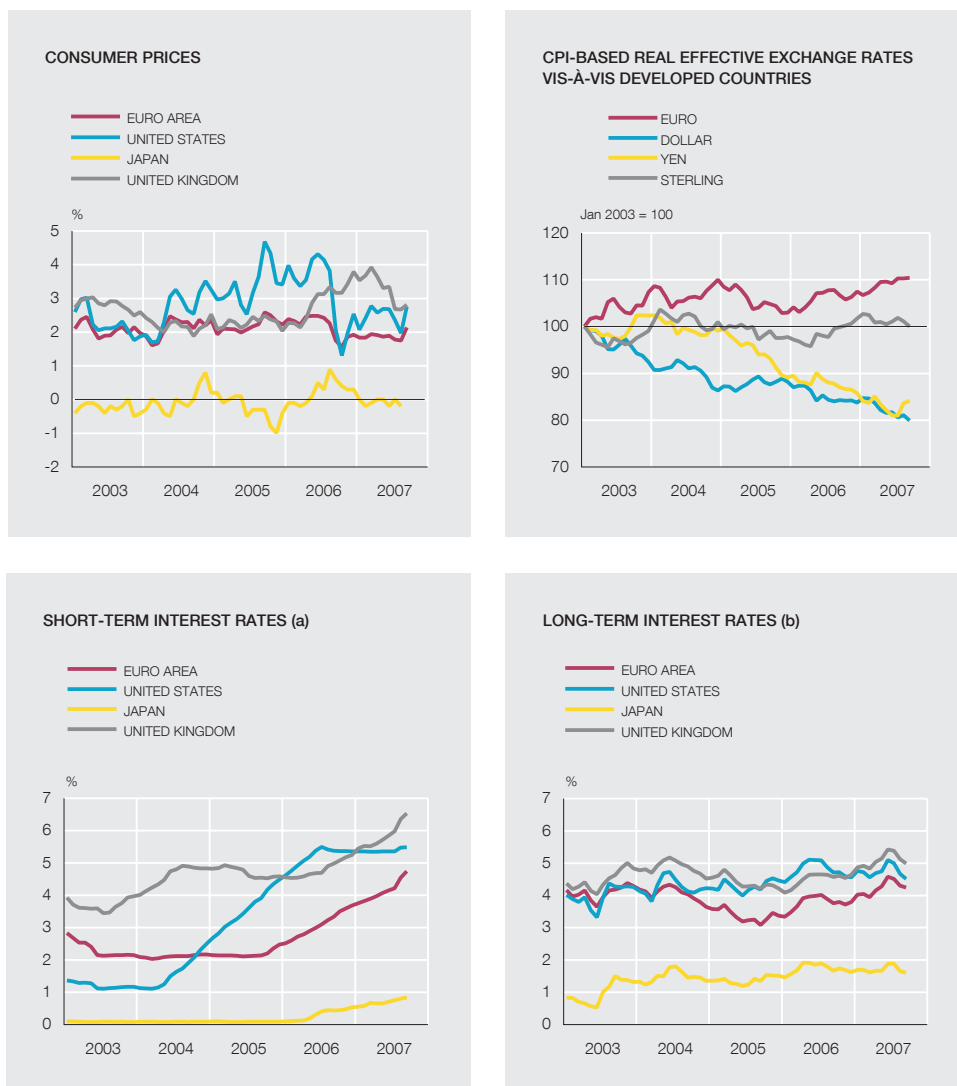 CONSUMER PRICES
EURO AREA
UNITED STATES
JAPAN
UNITED KINGDOM
%
5
4
3
2
1
0
-1
-2
2003 2004 2005 2006 2007
CPI-BASED REAL EFFECTIVE EXCHANGE RATES
VIS-À-VIS DEVELOPED COUNTRIES
EURO
DOLLAR
YEN
STERLING
Jan 2003 = 100
120
110
100
90
80
70
2003 2004 2005 2006 2007
SHORT-TERM INTEREST RATES (a)
EURO AREA
UNITED STATES
JAPAN
UNITED KINGDOM
%
7
6
5
4
3
2
1
0
2003 2004 2005 2006 2007
LONG-TERM INTEREST RATES (b)
EURO AREA
UNITED STATES
JAPAN
UNITED KINGDOM
%
7
6
5
4
3
2
1
0
2003 2004 2005 2006 2007